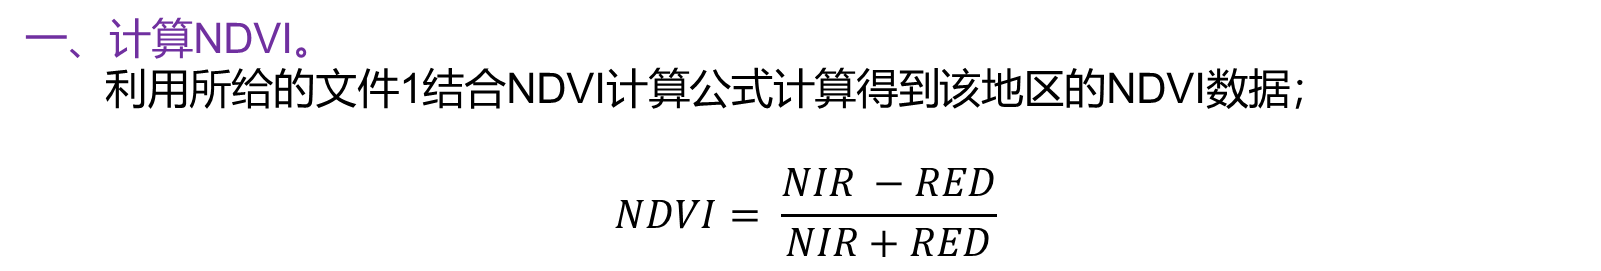 一、计算NDVI。
利用所给的文件1结合NDVI计算公式计算得到该地区的NDVI数据；
NDVI = \frac{NIR - RED}{NIR + RED}